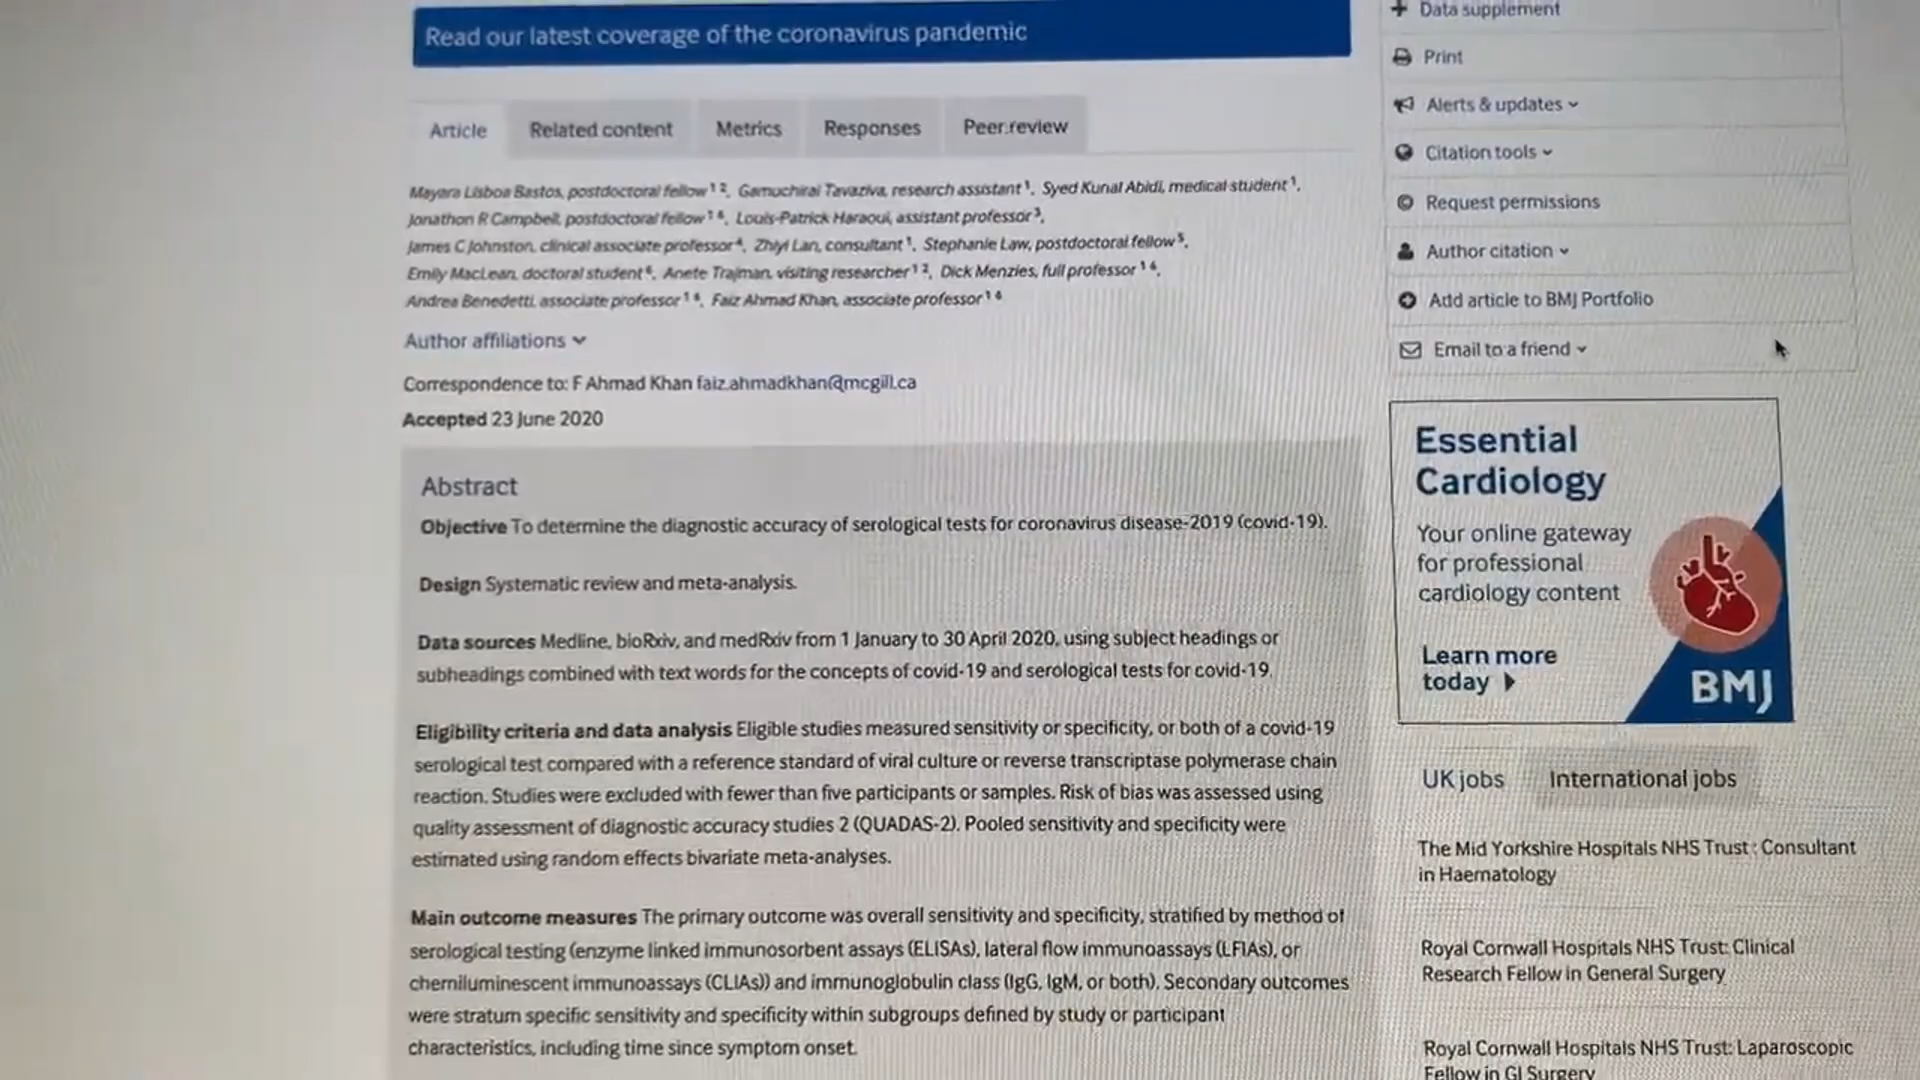 Read our latest coverage of the coronavirus pandemic
Article
Related content
Metrics
Responses
Peer review
Mayara Lisboa Bastos, postdoctoral fellow 1 2, Gamuchirai Tavaziva, research assistant 1, Syed Kunal Abidi, medical student 1,
Jonathon R Campbell, postdoctoral fellow 1 6, Louis-Patrick Haraoui, assistant professor 3,
James C Johnston, clinical associate professor 4, Zhiyi Lan, consultant 1, Stephanie Law, postdoctoral fellow 5,
Emily MacLean, doctoral student 6, Anete Trajman, visiting researcher 1 2, Dick Menzies, full professor 1 6,
Andrea Benedetti, associate professor 1 6, Faiz Ahmad Khan, associate professor 1 6
Author affiliations
Correspondence to: F Ahmad Khan faiz.ahmadkhan@mcgill.ca
Accepted 23 June 2020
Abstract
Objective To determine the diagnostic accuracy of serological tests for coronavirus disease-2019 (covid-19).
Design Systematic review and meta-analysis.
Data sources Medline, bioRxiv, and medRxiv from 1 January to 30 April 2020, using subject headings or
subheadings combined with text words for the concepts of covid-19 and serological tests for covid-19.
Eligibility criteria and data analysis Eligible studies measured sensitivity or specificity, or both of a covid-19
serological test compared with a reference standard of viral culture or reverse transcriptase polymerase chain
reaction. Studies were excluded with fewer than five participants or samples. Risk of bias was assessed using
quality assessment of diagnostic accuracy studies 2 (QUADAS-2). Pooled sensitivity and specificity were
estimated using random effects bivariate meta-analyses.
Main outcome measures The primary outcome was overall sensitivity and specificity, stratified by method of
serological testing (enzyme linked immunosorbent assays (ELISAs), lateral flow immunoassays (LFIAs), or
chemiluminescent immunoassays (CLIAs)) and immunoglobulin class (IgG, IgM, or both). Secondary outcomes
were stratum specific sensitivity and specificity within subgroups defined by study or participant
characteristics, including time since symptom onset.
Data supplement
Print
Alerts & updates
Citation tools
Request permissions
Author citation
Add article to BMJ Portfolio
Email to a friend
Essential
Cardiology
Your online gateway
for professional
cardiology content
Learn more
today
BMJ
UK jobs
International jobs
The Mid Yorkshire Hospitals NHS Trust : Consultant
in Haematology
Royal Cornwall Hospitals NHS Trust: Clinical
Research Fellow in General Surgery
Royal Cornwall Hospitals NHS Trust: Laparoscopic
Fellow in GI Surgery